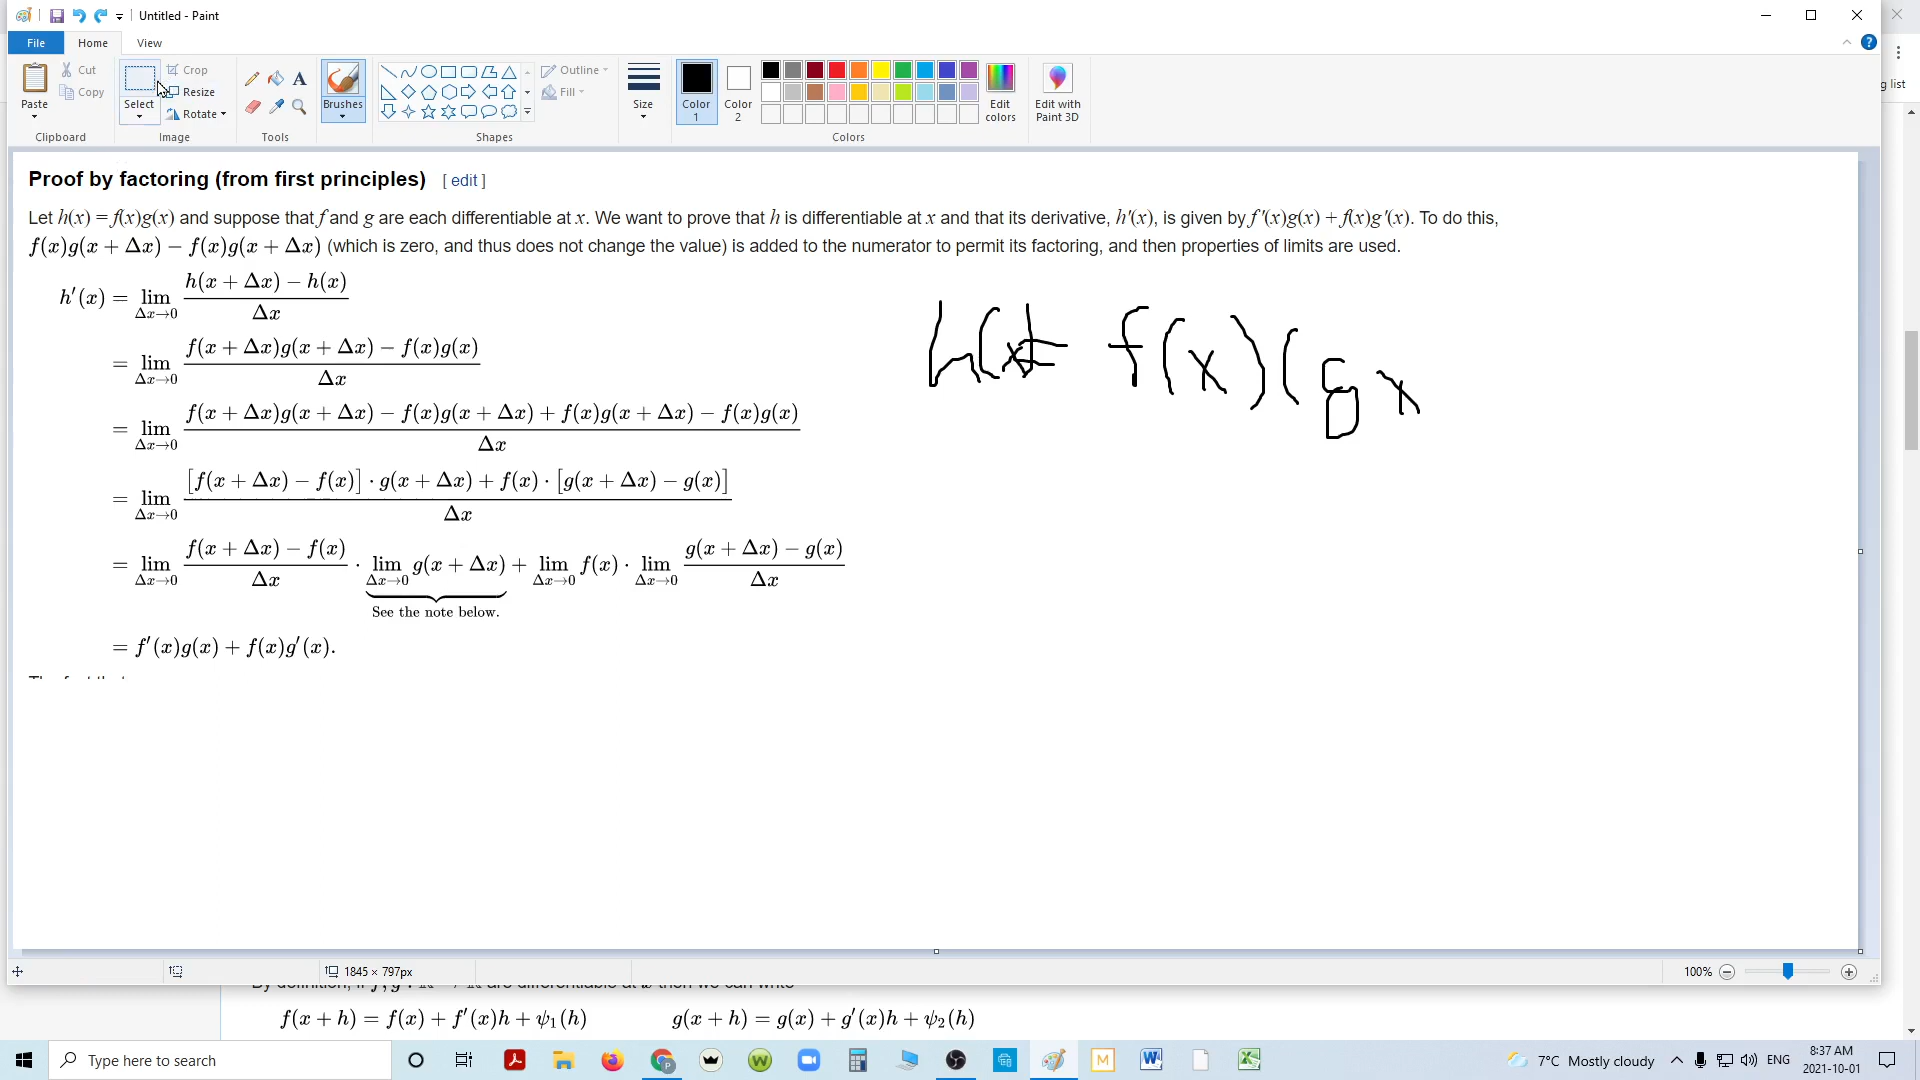 Untitled - Paint
File Home View
Paste Cut Copy Select Crop Resize Rotate Brushes Outline Fill Size Color 1 Color 2 Edit colors Edit with Paint 3D
Clipboard Image Tools Shapes Colors
g list
Proof by factoring (from first principles) [ edit ]
Let h(x) = f(x)g(x) and suppose that f and g are each differentiable at x. We want to prove that h is differentiable at x and that its derivative, h′(x), is given by f′(x)g(x) + f(x)g′(x). To do this,
f(x)g(x + Δx) − f(x)g(x + Δx) (which is zero, and thus does not change the value) is added to the numerator to permit its factoring, and then properties of limits are used.
h′(x) = lim Δx→0 (h(x + Δx) − h(x)) / Δx
= lim Δx→0 (f(x + Δx)g(x + Δx) − f(x)g(x)) / Δx
= lim Δx→0 (f(x + Δx)g(x + Δx) − f(x)g(x + Δx) + f(x)g(x + Δx) − f(x)g(x)) / Δx
= lim Δx→0 ([f(x + Δx) − f(x)] · g(x + Δx) + f(x) · [g(x + Δx) − g(x)]) / Δx
= lim Δx→0 (f(x + Δx) − f(x)) / Δx · lim Δx→0 g(x + Δx) + lim Δx→0 f(x) · lim Δx→0 (g(x + Δx) − g(x)) / Δx
See the note below.
= f′(x)g(x) + f(x)g′(x).
h(x)= f(x)(g x
1845 × 797px 100%
f(x + h) = f(x) + f′(x)h + ψ₁(h) g(x + h) = g(x) + g′(x)h + ψ₂(h)
Type here to search 7°C Mostly cloudy ENG 8:37 AM
2021-10-01